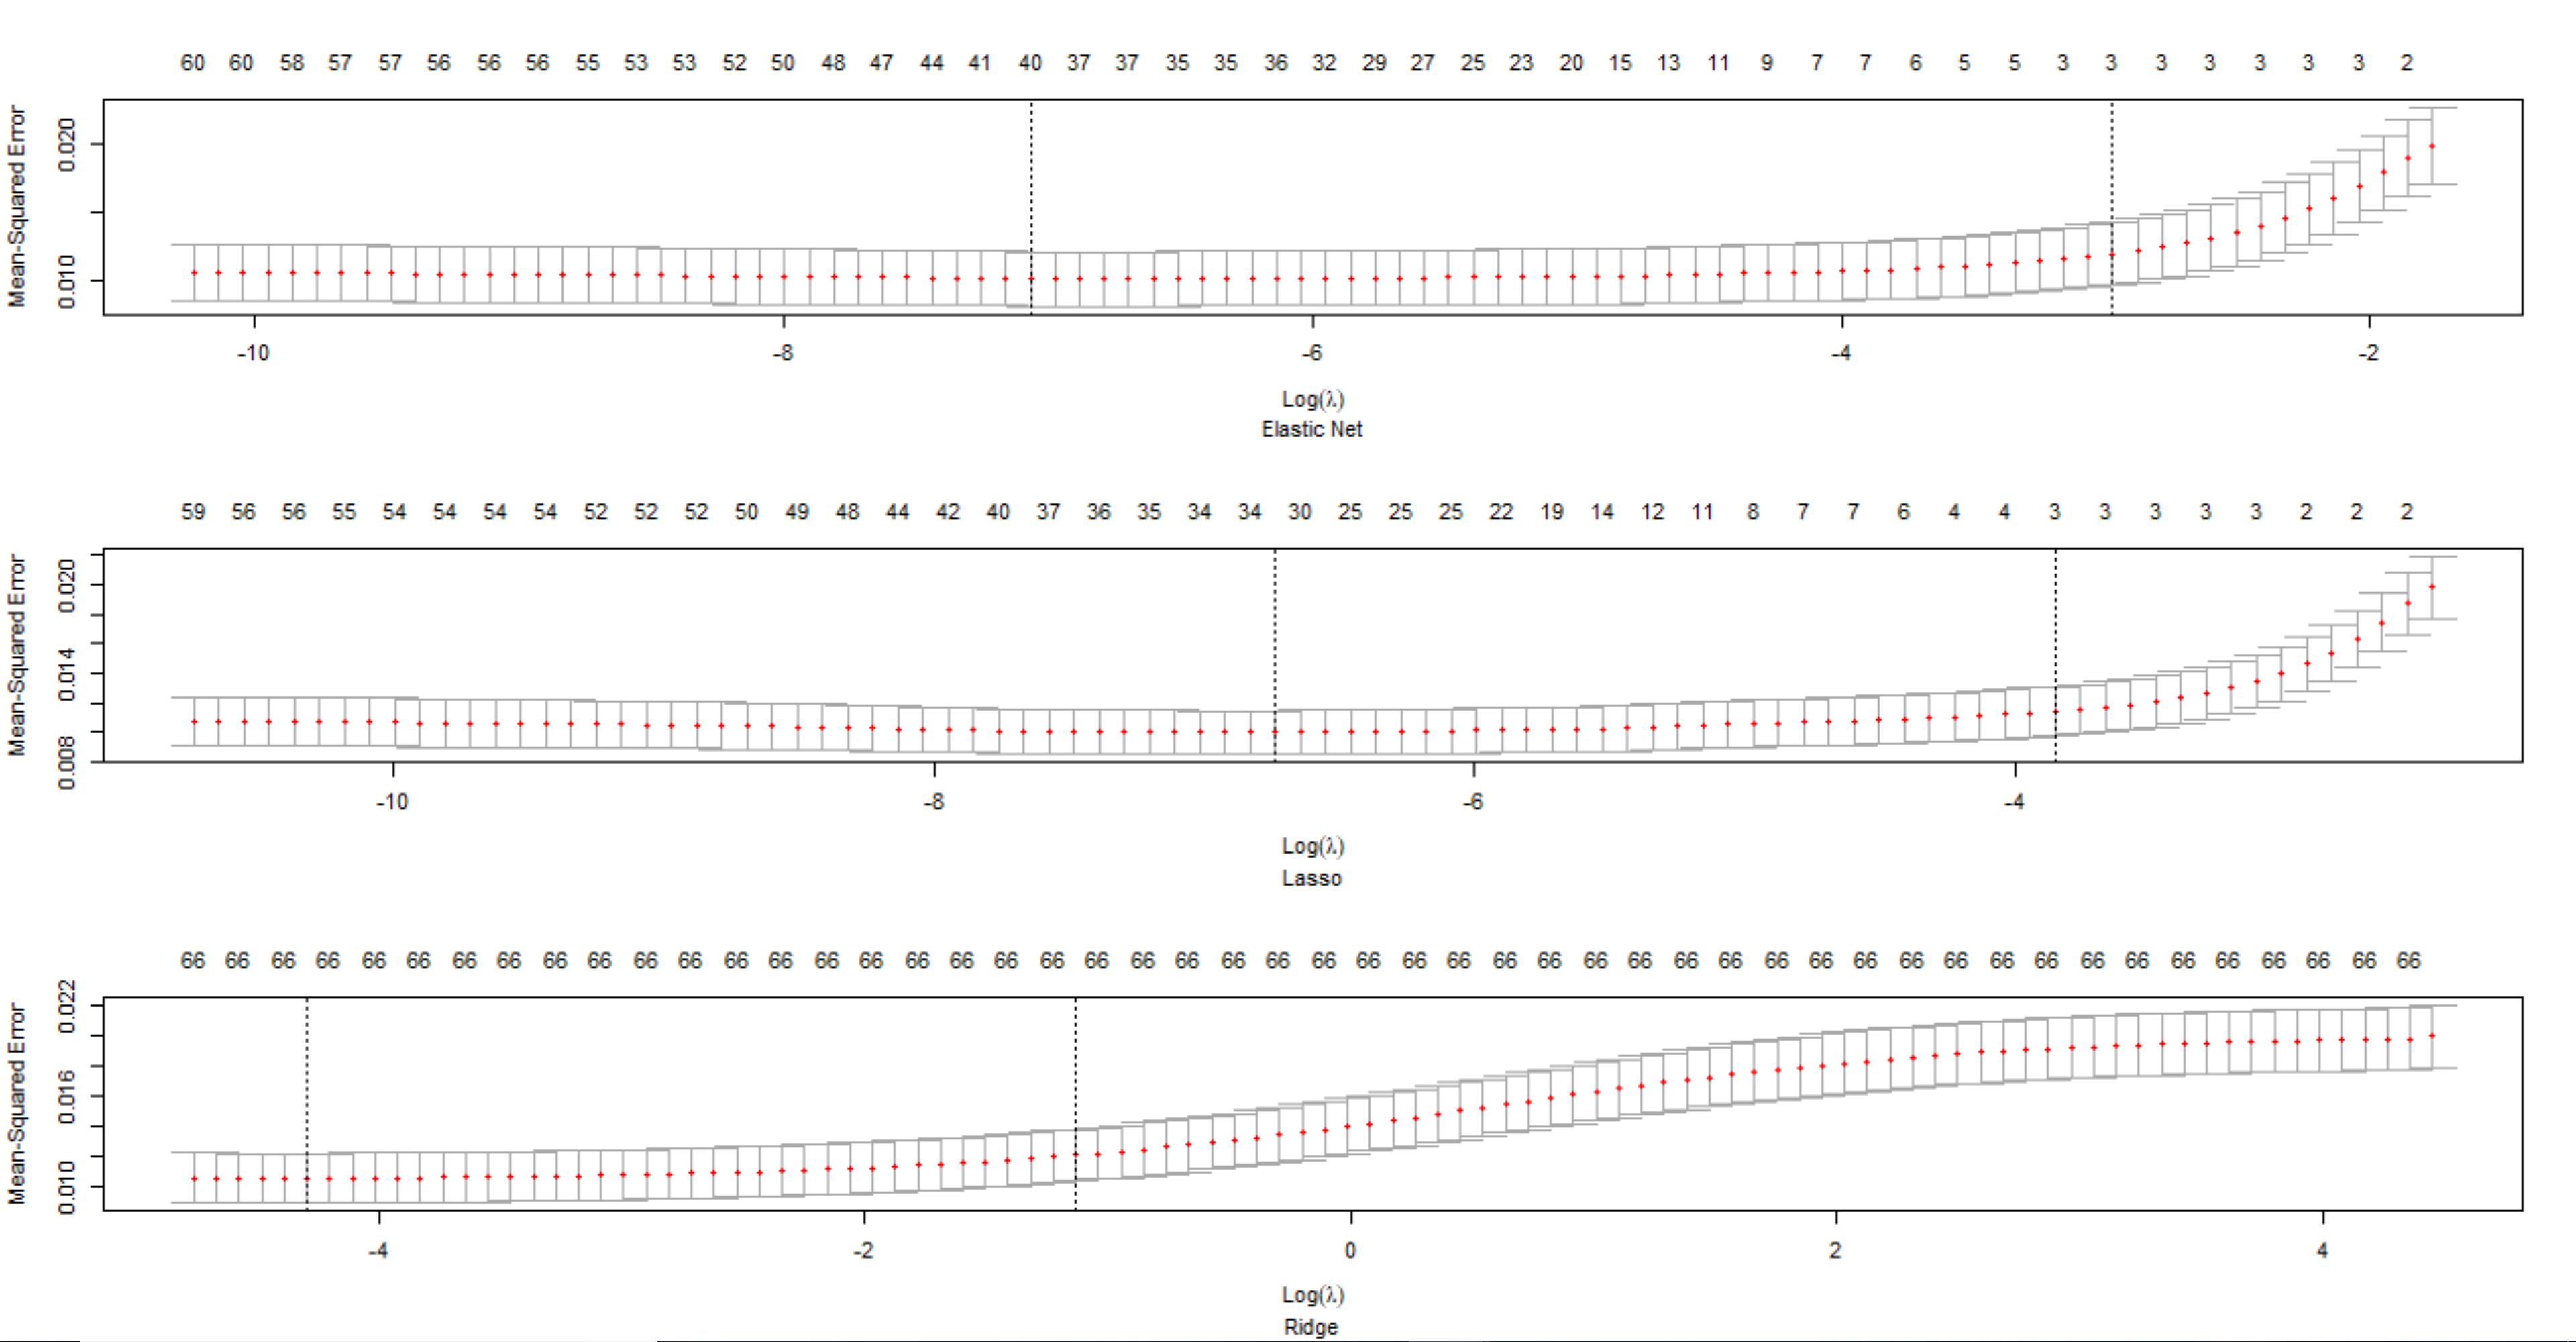 60 60 58 57 57 56 56 56 55 53 53 52 50 48 47 44 41 40 37 37 35 35 36 32 29 27 25 23 20 15 13 11 9 7 7 6 5 5 3 3 3 3 3 3 3 2
Mean-Squared Error
0.020
0.010
-10 -8 -6 -4 -2
Log(λ)
Elastic Net
59 56 56 55 54 54 54 54 52 52 52 50 49 48 44 42 40 37 36 35 34 34 30 25 25 25 22 19 14 12 11 8 7 7 6 4 4 3 3 3 3 3 2 2 2
Mean-Squared Error
0.020
0.014
0.008
-10 -8 -6 -4
Log(λ)
Lasso
66 66 66 66 66 66 66 66 66 66 66 66 66 66 66 66 66 66 66 66 66 66 66 66 66 66 66 66 66 66 66 66 66 66 66 66 66 66 66 66 66 66 66 66 66 66 66 66 66 66
Mean-Squared Error
0.022
0.016
0.010
-4 -2 0 2 4
Log(λ)
Ridge